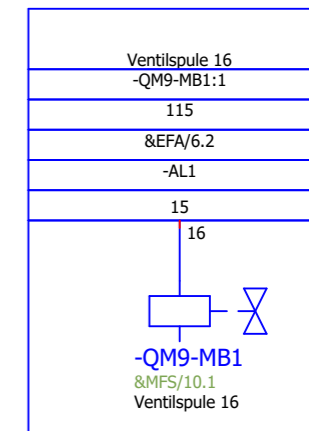 Ventilspule 16
-QM9-MB1:1
115
&EFA/6.2
-AL1
15
16
-QM9-MB1
&MFS/10.1
Ventilspule 16